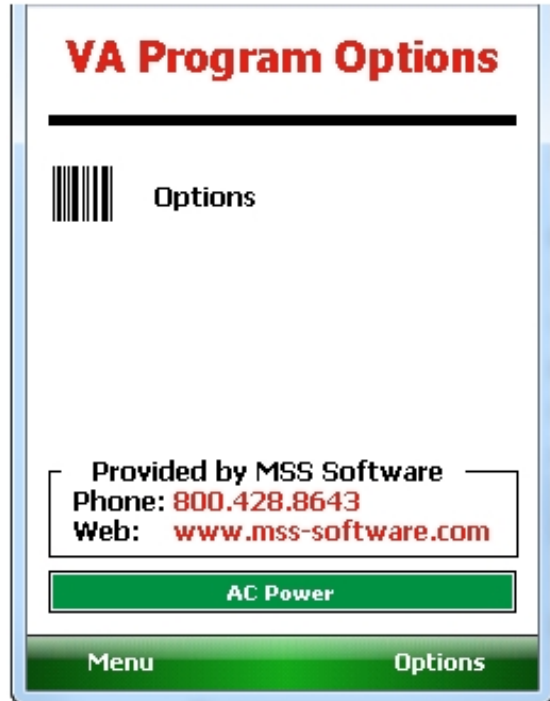 VA Program Options
Options
Provided by MSS Software
Phone: 800.428.8643
Web: www.mss-software.com
AC Power
Menu Options